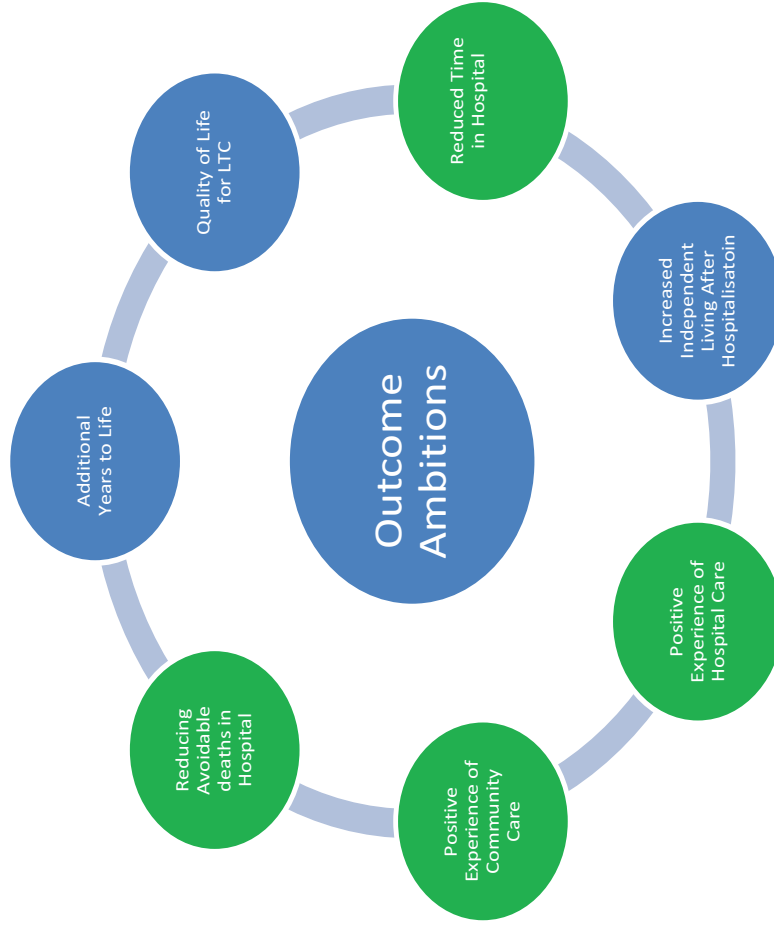 Outcome
Ambitions
Additional
Years to Life
Quality of Life
for LTC
Reduced Time
in Hospital
Increased
Independent
Living After
Hospitalisatoin
Positive
Experience of
Hospital Care
Positive
Experience of
Community
Care
Reducing
Avoidable
deaths in
Hospital